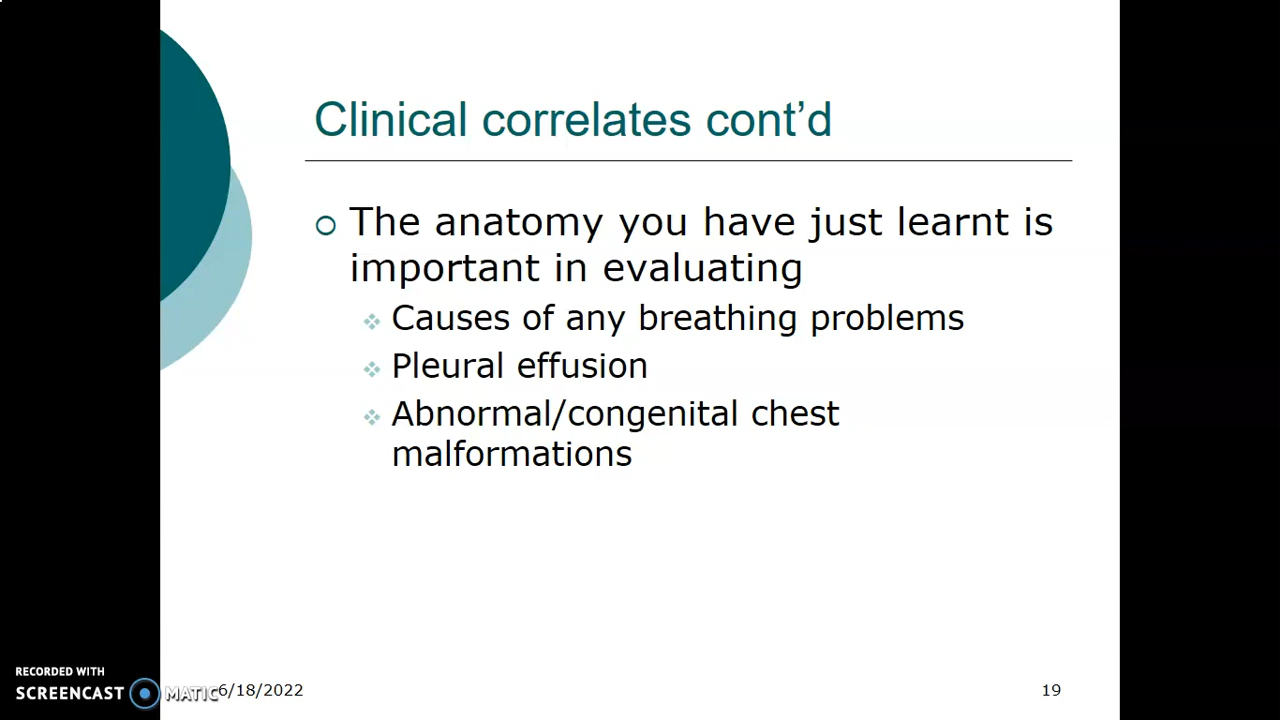 Clinical correlates cont’d
The anatomy you have just learnt is
important in evaluating
Causes of any breathing problems
Pleural effusion
Abnormal/congenital chest
malformations
RECORDED WITH
SCREENCAST MATIC
6/18/2022
19